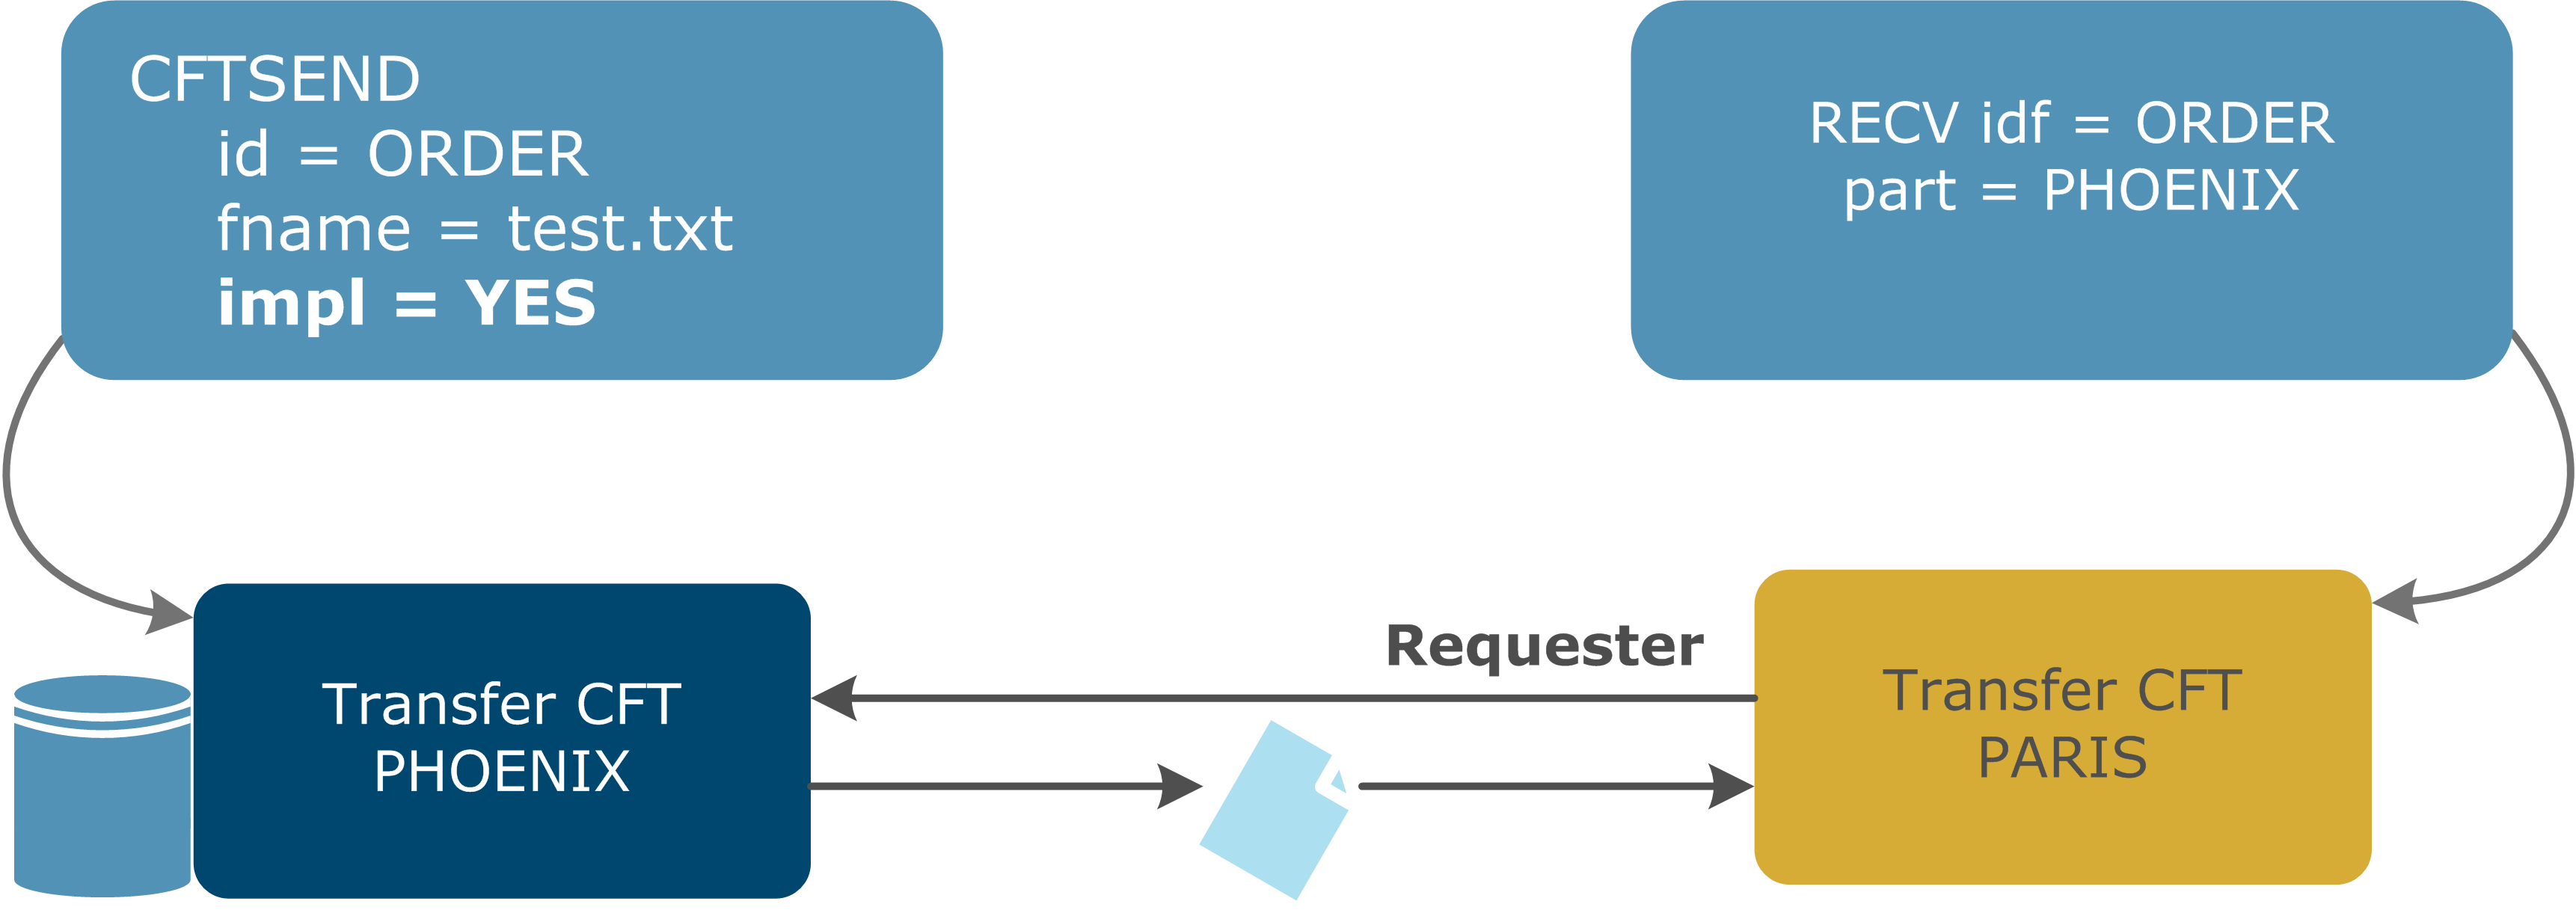 CFTSEND
id = ORDER
fname = test.txt
impl = YES
RECV idf = ORDER
part = PHOENIX
Requester
Transfer CFT
PHOENIX
Transfer CFT
PARIS